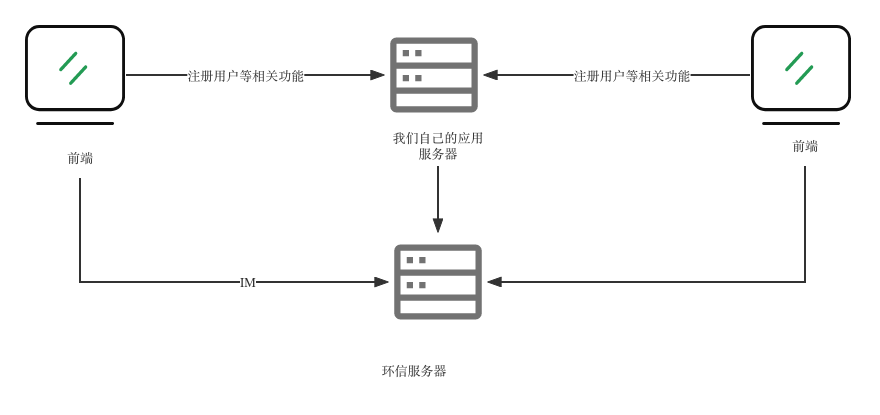 注册用户等相关功能
注册用户等相关功能
我们自己的应用
服务器
前端
前端
IM
环信服务器